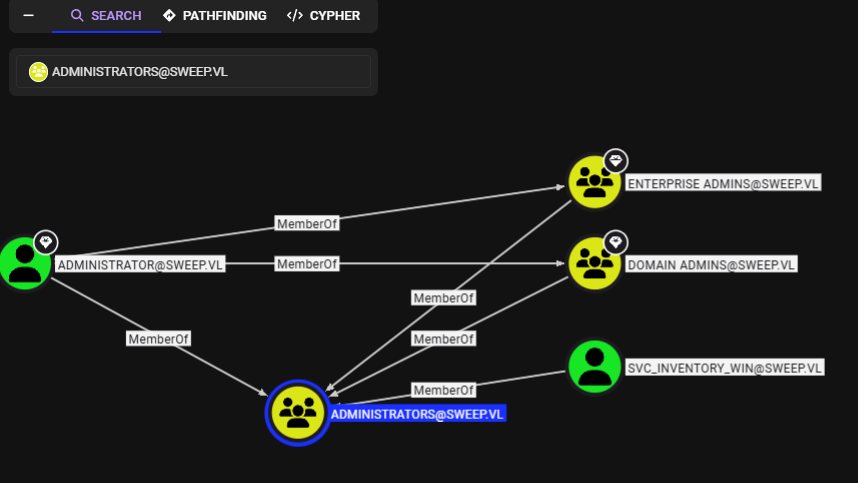 SEARCH
PATHFINDING
</> CYPHER
ADMINISTRATORS@SWEEP.VL
ENTERPRISE ADMINS@SWEEP.VL
MemberOf
ADMINISTRATOR@SWEEP.VL
MemberOf
DOMAIN ADMINS@SWEEP.VL
MemberOf
MemberOf
MemberOf
SVC_INVENTORY_WIN@SWEEP.VL
MemberOf
ADMINISTRATORS@SWEEP.VL